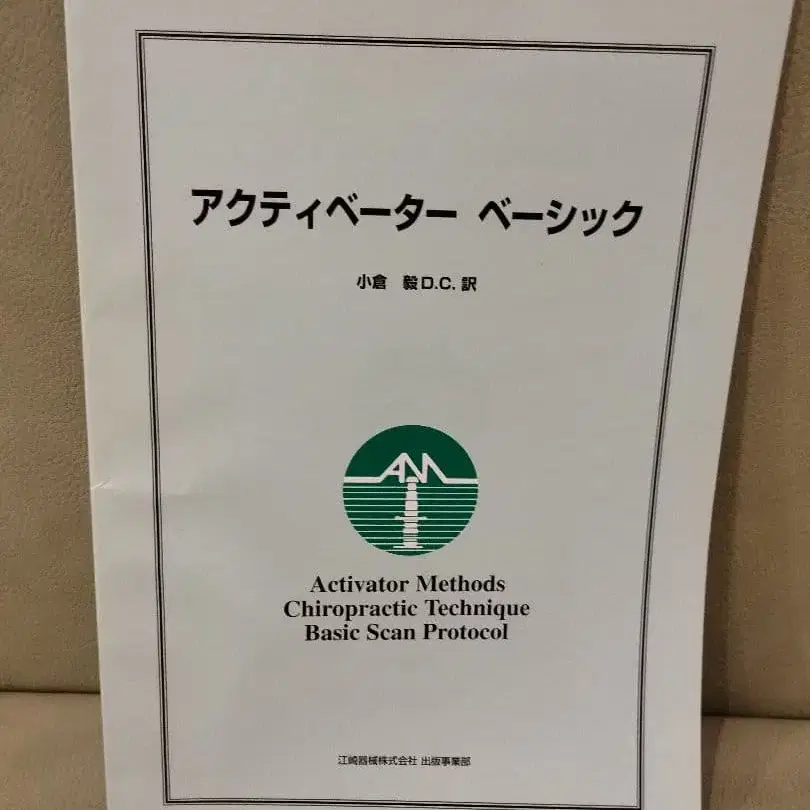 アクティベーター ベーシック
小倉　毅D.C. 訳
AM
Activator Methods
Chiropractic Technique
Basic Scan Protocol
江崎器械株式会社 出版事業部